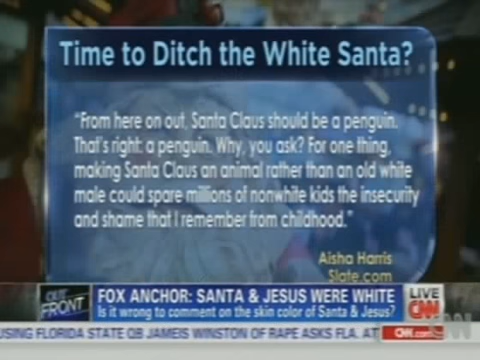 Time to Ditch the White Santa?
“From here on out, Santa Claus should be a penguin.
That's right: a penguin. Why, you ask? For one thing,
making Santa Claus an animal rather than an old white
male could spare millions of nonwhite kids the insecurity
and shame that I remember from childhood.”
Aisha Harris
Slate.com
OUT
FRONT
FOX ANCHOR: SANTA & JESUS WERE WHITE
Is it wrong to comment on the skin color of Santa & Jesus?
LIVE
CNN
USING FLORIDA STATE QB JAMEIS WINSTON OF RAPE ASKS FLA. AT
CNN.com